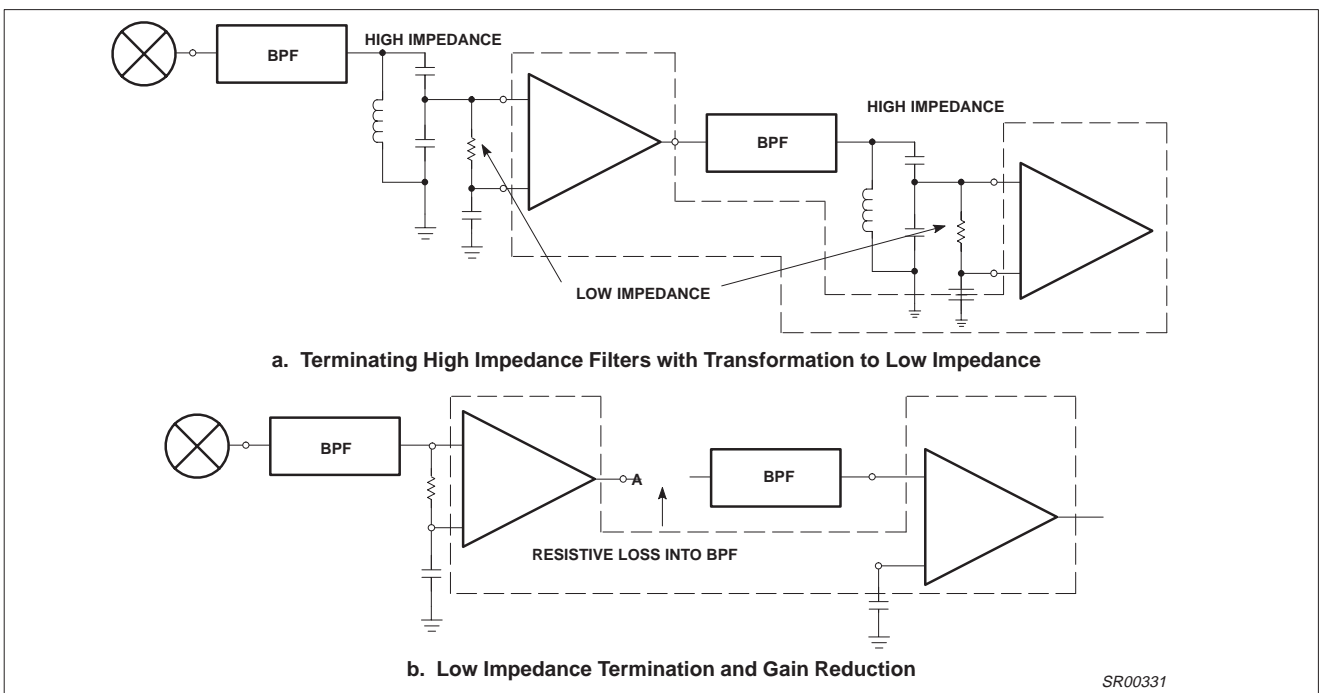 HIGH IMPEDANCE
BPF
HIGH IMPEDANCE
BPF
LOW IMPEDANCE
a. Terminating High Impedance Filters with Transformation to Low Impedance
BPF
A
BPF
RESISTIVE LOSS INTO BPF
b. Low Impedance Termination and Gain Reduction
SR00331